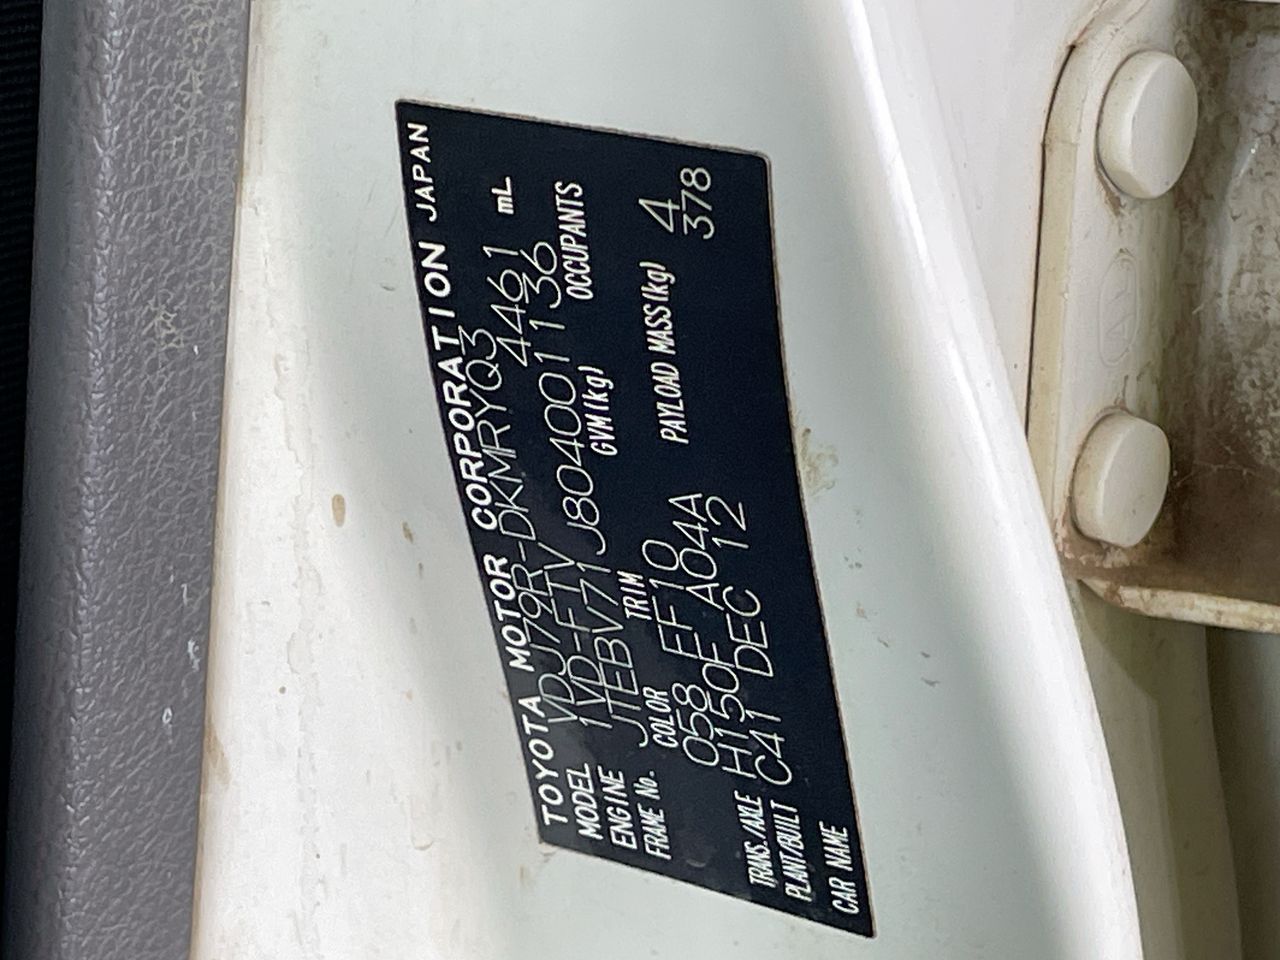 TOYOTA MOTOR CORPORATION JAPAN
MODEL VDJ79R-DKMRYQ3
ENGINE 1VD-FTV 4461 mL
FRAME No. JTEBV71J804001136
COLOR TRIM GVM(kg) OCCUPANTS
058 EF10 4
TRANS./AXLE H150F A04A PAYLOAD MASS(kg) 378
PLANT/BUILT C41 DEC 12
CAR NAME